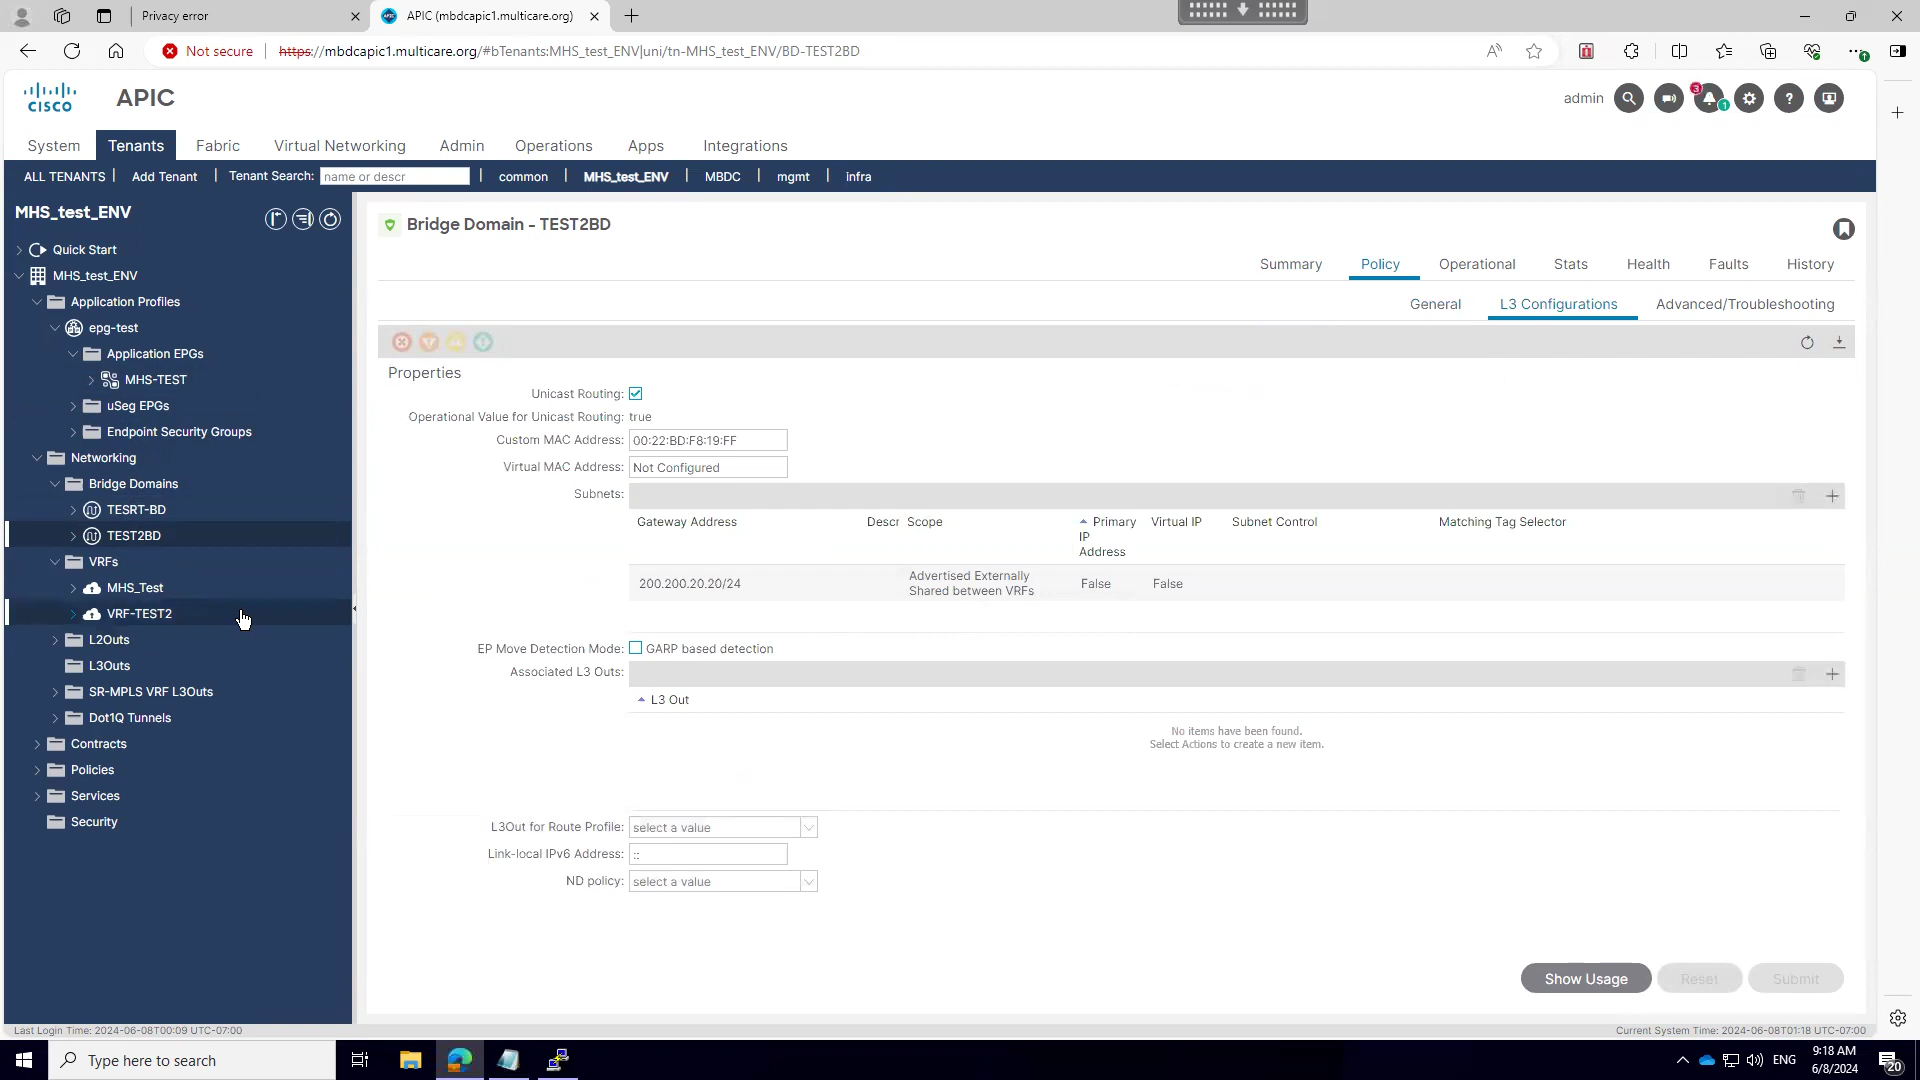 Privacy error
APIC (mbdcapic1.multicare.org)
Not secure
https://mbdcapic1.multicare.org/#bTenants:MHS_test_ENV|uni/tn-MHS_test_ENV/BD-TEST2BD
CISCO
APIC
admin
3
1
System
Tenants
Fabric
Virtual Networking
Admin
Operations
Apps
Integrations
ALL TENANTS | Add Tenant | Tenant Search: name or descr | common | MHS_test_ENV | MBDC | mgmt | infra
MHS_test_ENV
Quick Start
MHS_test_ENV
Application Profiles
epg-test
Application EPGs
MHS-TEST
uSeg EPGs
Endpoint Security Groups
Networking
Bridge Domains
TESRT-BD
TEST2BD
VRFs
MHS_Test
VRF-TEST2
L2Outs
L3Outs
SR-MPLS VRF L3Outs
Dot1Q Tunnels
Contracts
Policies
Services
Security
Bridge Domain - TEST2BD
Summary
Policy
Operational
Stats
Health
Faults
History
General
L3 Configurations
Advanced/Troubleshooting
Properties
Unicast Routing:
Operational Value for Unicast Routing: true
Custom MAC Address: 00:22:BD:F8:19:FF
Virtual MAC Address: Not Configured
Subnets:
Gateway Address
Descr
Scope
Primary IP Address
Virtual IP
Subnet Control
Matching Tag Selector
200.200.20.20/24
Advertised Externally
Shared between VRFs
False
False
EP Move Detection Mode: GARP based detection
Associated L3 Outs:
L3 Out
No items have been found.
Select Actions to create a new item.
L3Out for Route Profile: select a value
Link-local IPv6 Address: ::
ND policy: select a value
Show Usage
Reset
Submit
Last Login Time: 2024-06-08T00:09 UTC-07:00
Current System Time: 2024-06-08T01:18 UTC-07:00
Type here to search
ENG
9:18 AM
6/8/2024
20